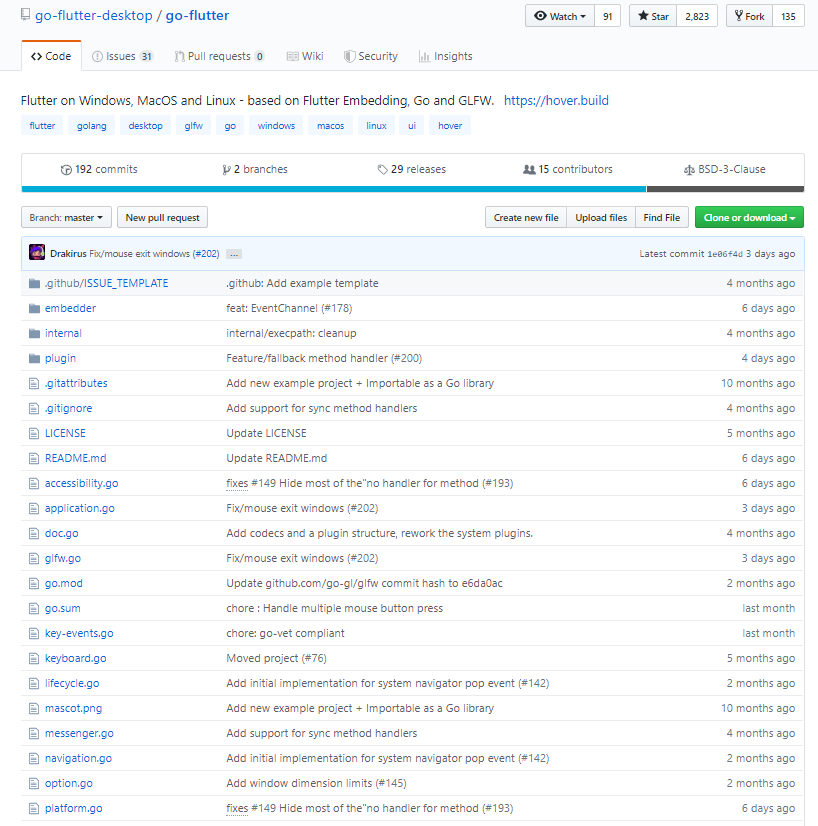 go-flutter-desktop / go-flutter Watch 91 Star 2,823 Fork 135
Code Issues 31 Pull requests 0 Wiki Security Insights
Flutter on Windows, MacOS and Linux - based on Flutter Embedding, Go and GLFW. https://hover.build
flutter golang desktop glfw go windows macos linux ui hover
192 commits 2 branches 29 releases 15 contributors BSD-3-Clause
Branch: master New pull request Create new file Upload files Find File Clone or download
Drakirus Fix/mouse exit windows (#202) ... Latest commit 1e06f4d 3 days ago
.github/ISSUE_TEMPLATE .github: Add example template 4 months ago
embedder feat: EventChannel (#178) 6 days ago
internal internal/execpath: cleanup 4 months ago
plugin Feature/fallback method handler (#200) 4 days ago
.gitattributes Add new example project + Importable as a Go library 10 months ago
.gitignore Add support for sync method handlers 4 months ago
LICENSE Update LICENSE 5 months ago
README.md Update README.md 6 days ago
accessibility.go fixes #149 Hide most of the"no handler for method (#193) 6 days ago
application.go Fix/mouse exit windows (#202) 3 days ago
doc.go Add codecs and a plugin structure, rework the system plugins. 4 months ago
glfw.go Fix/mouse exit windows (#202) 3 days ago
go.mod Update github.com/go-gl/glfw commit hash to e6da0ac 2 months ago
go.sum chore : Handle multiple mouse button press last month
key-events.go chore: go-vet compliant last month
keyboard.go Moved project (#76) 5 months ago
lifecycle.go Add initial implementation for system navigator pop event (#142) 2 months ago
mascot.png Add new example project + Importable as a Go library 10 months ago
messenger.go Add support for sync method handlers 4 months ago
navigation.go Add initial implementation for system navigator pop event (#142) 2 months ago
option.go Add window dimension limits (#145) 2 months ago
platform.go fixes #149 Hide most of the"no handler for method (#193) 6 days ago